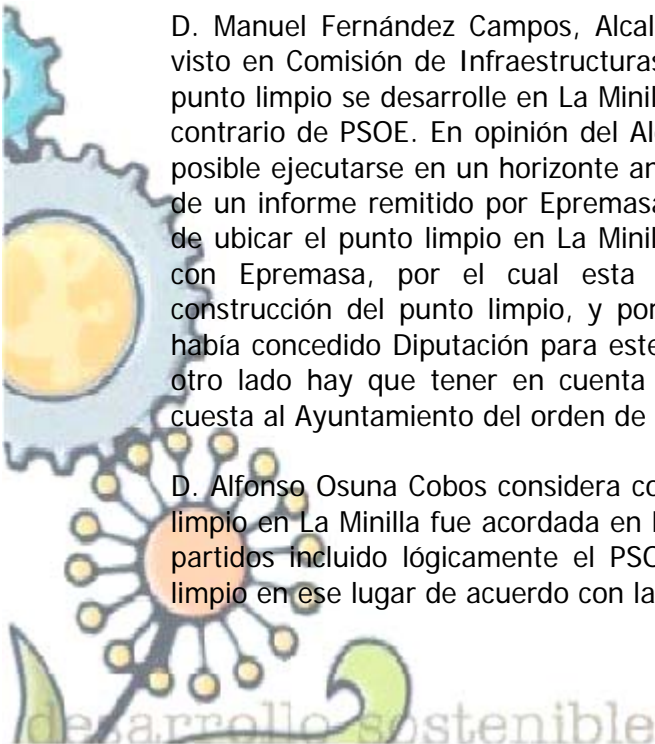 D. Manuel Fernández Campos, Alcal
visto en Comisión de Infraestructuras
punto limpio se desarrolle en La Minil
contrario de PSOE. En opinión del Al
posible ejecutarse en un horizonte an
de un informe remitido por Epremasa
de ubicar el punto limpio en La Minil
con Epremasa, por el cual esta
construcción del punto limpio, y por
había concedido Diputación para este
otro lado hay que tener en cuenta
cuesta al Ayuntamiento del orden de
D. Alfonso Osuna Cobos considera co
limpio en La Minilla fue acordada en l
partidos incluido lógicamente el PSO
limpio en ese lugar de acuerdo con la
desarrollo sostenible